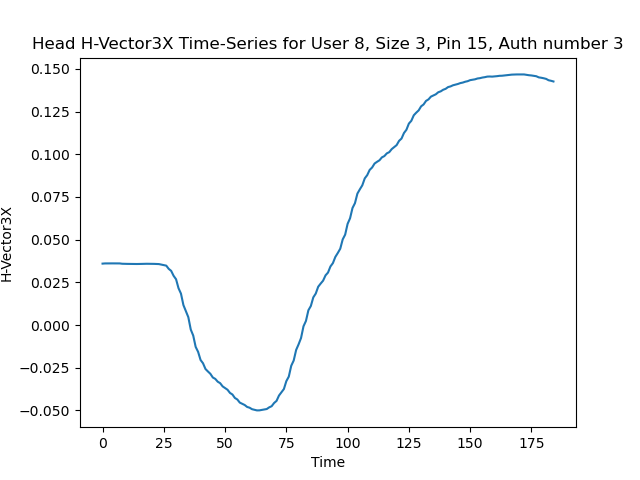 Head H-Vector3X Time-Series for User 8, Size 3, Pin 15, Auth number 3
0.150
0.125
0.100
0.075
0.050
0.025
0.000
−0.025
−0.050
H-Vector3X
0 25 50 75 100 125 150 175
Time